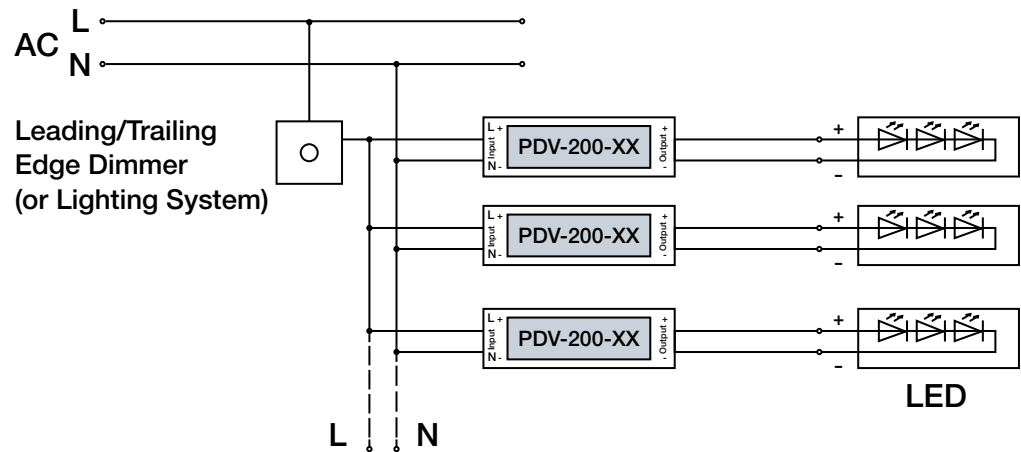 AC
L
N
Leading/Trailing
Edge Dimmer
(or Lighting System)
L +
Input
N -
PDV-200-XX
Output
+
-
+
–
L +
Input
N -
PDV-200-XX
Output
+
-
+
–
L +
Input
N -
PDV-200-XX
Output
+
-
+
–
LED
L
N